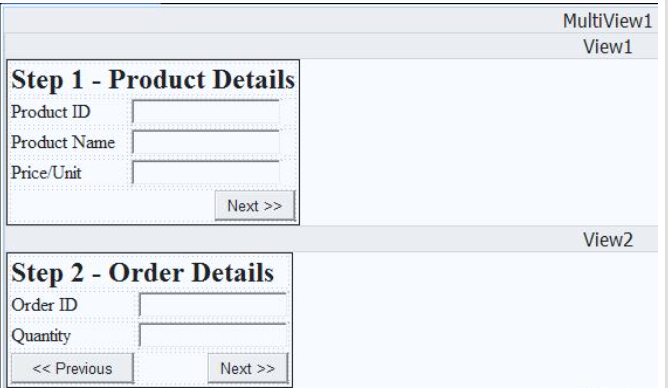 MultiView1
View1
Step 1 - Product Details
Product ID
Product Name
Price/Unit
Next >>
View2
Step 2 - Order Details
Order ID
Quantity
<< Previous Next >>